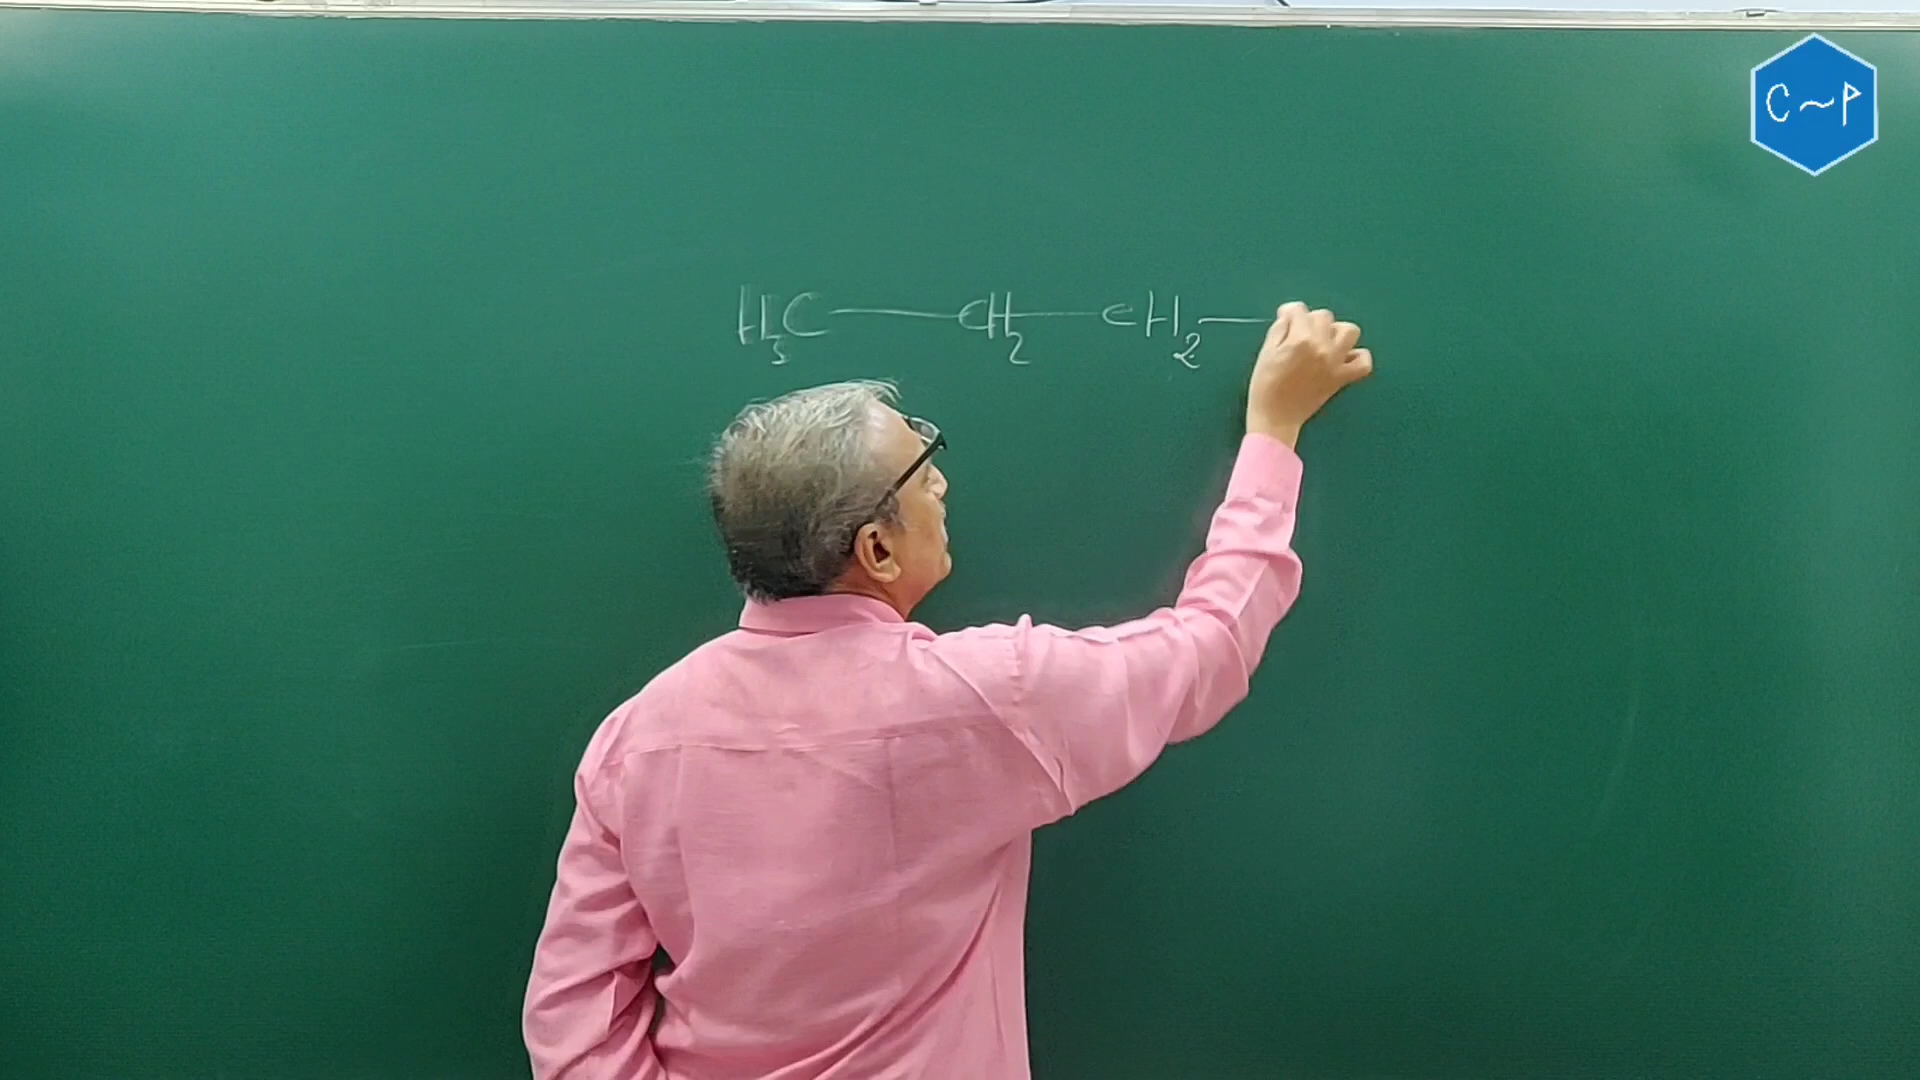 C~P
H₃C — CH₂ — CH₂ —